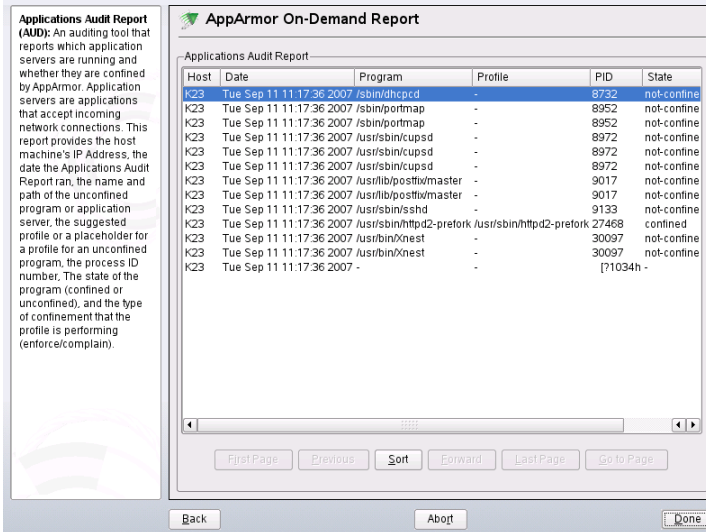 Applications Audit Report
(AUD): An auditing tool that
reports which application
servers are running and
whether they are confined
by AppArmor. Application
servers are applications
that accept incoming
network connections. This
report provides the host
machine's IP Address, the
date the Applications Audit
Report ran, the name and
path of the unconfined
program or application
server, the suggested
profile or a placeholder for
a profile for an unconfined
program, the process ID
number, The state of the
program (confined or
unconfined), and the type
of confinement that the
profile is performing
(enforce/complain).
AppArmor On-Demand Report
Applications Audit Report
Host Date Program Profile PID State
K23 Tue Sep 11 11:17:36 2007 /sbin/dhcpcd - 8732 not-confine
K23 Tue Sep 11 11:17:36 2007 /sbin/portmap - 8952 not-confine
K23 Tue Sep 11 11:17:36 2007 /sbin/portmap - 8952 not-confine
K23 Tue Sep 11 11:17:36 2007 /usr/sbin/cupsd - 8972 not-confine
K23 Tue Sep 11 11:17:36 2007 /usr/sbin/cupsd - 8972 not-confine
K23 Tue Sep 11 11:17:36 2007 /usr/sbin/cupsd - 8972 not-confine
K23 Tue Sep 11 11:17:36 2007 /usr/lib/postfix/master - 9017 not-confine
K23 Tue Sep 11 11:17:36 2007 /usr/lib/postfix/master - 9017 not-confine
K23 Tue Sep 11 11:17:36 2007 /usr/sbin/sshd - 9133 not-confine
K23 Tue Sep 11 11:17:36 2007 /usr/sbin/httpd2-prefork /usr/sbin/httpd2-prefork 27468 confined
K23 Tue Sep 11 11:17:36 2007 /usr/bin/Xnest - 30097 not-confine
K23 Tue Sep 11 11:17:36 2007 /usr/bin/Xnest - 30097 not-confine
K23 Tue Sep 11 11:17:36 2007 - - [?1034h -
First Page Previous Sort Forward Last Page Go to Page
Back Abort Done